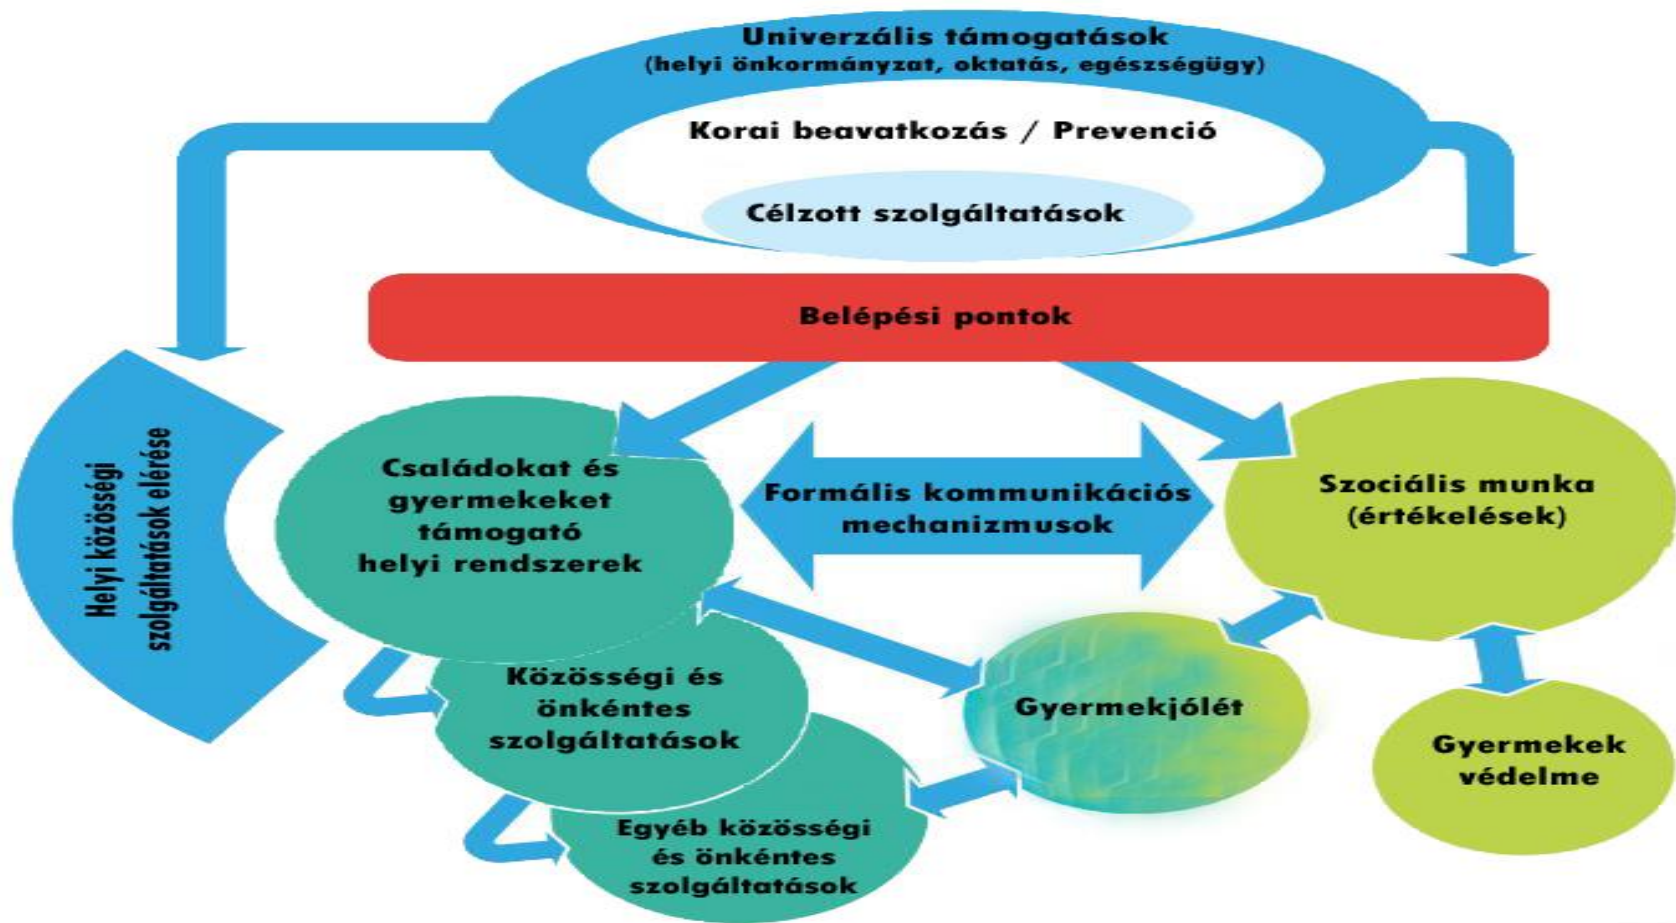 Univerzális támogatások
(helyi önkormányzat, oktatás, egészségügy)
Korai beavatkozás / Prevenció
Célzott szolgáltatások
Belépési pontok
Helyi közösségi
szolgáltatások elérése
Családokat és
gyermekeket
támogató
helyi rendszerek
Formális kommunikációs
mechanizmusok
Szociális munka
(értékelések)
Közösségi és
önkéntes
szolgáltatások
Gyermekjólét
Gyermekek
védelme
Egyéb közösségi
és önkéntes
szolgáltatások